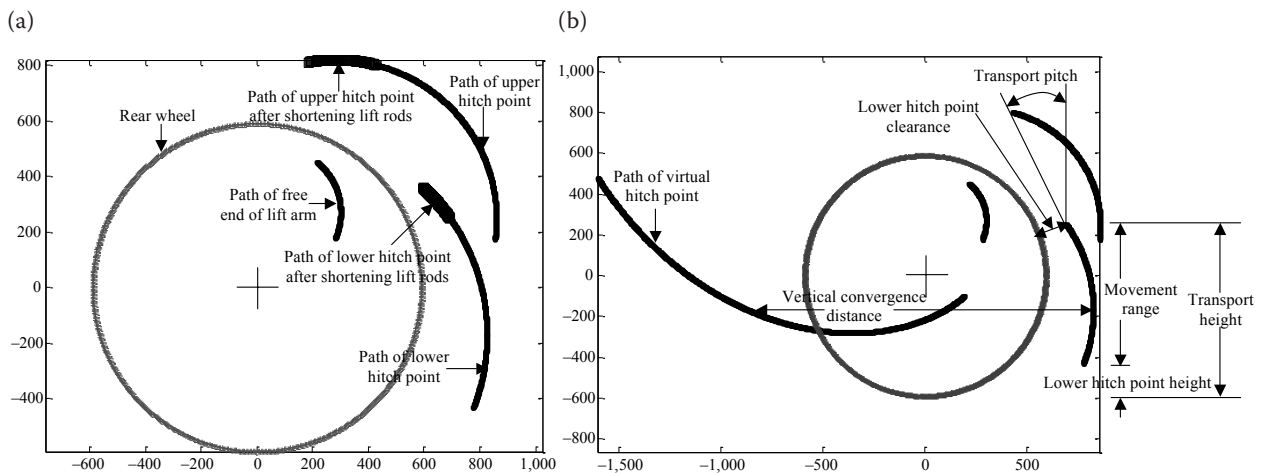 (a)
(b)
800
600
400
200
0
–200
–400
–600
–400
–200
0
200
400
600
800
1,000
Rear wheel
Path of upper hitch point
after shortening lift rods
Path of upper
hitch point
Path of free
end of lift arm
Path of lower hitch point
after shortening lift rods
Path of lower
hitch point
1,000
800
600
400
200
0
–200
–400
–600
–800
–1,500
–1,000
–500
0
500
Transport pitch
Lower hitch point
clearance
Path of virtual
hitch point
Vertical convergence
distance
Movement
range
Transport
height
Lower hitch point height